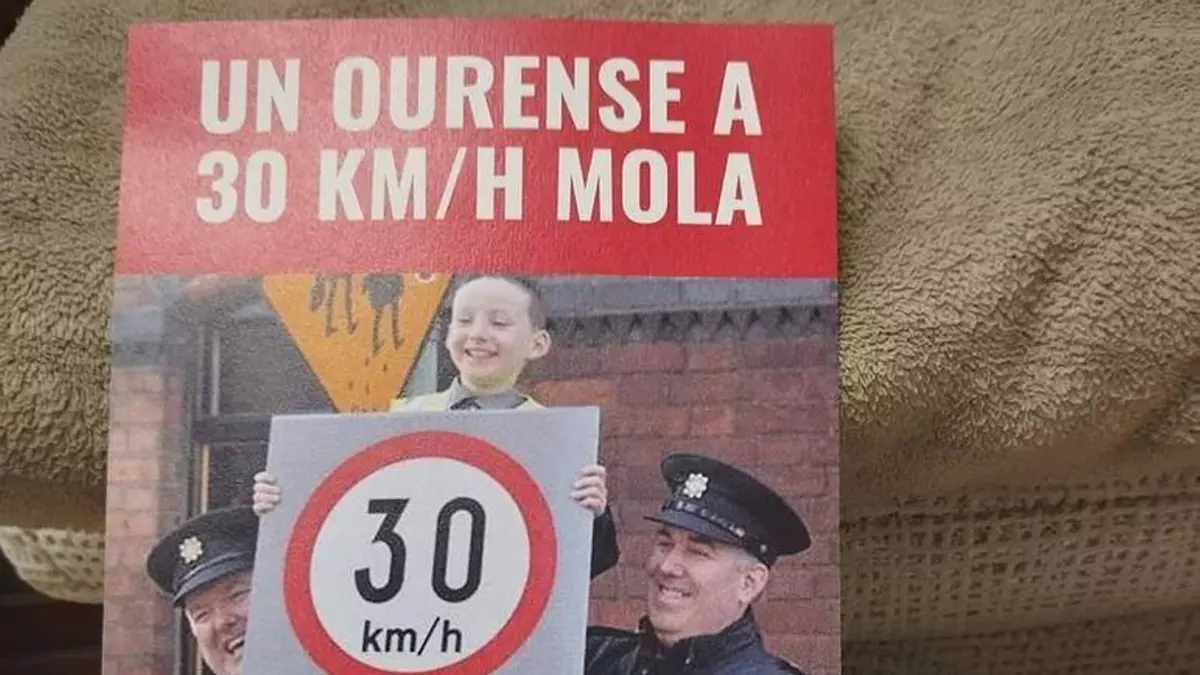 UN OURENSE A
30 KM/H MOLA
30
km/h